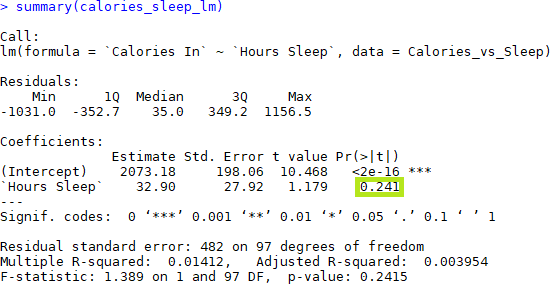 > summary(calories_sleep_lm)
Call:
lm(formula = `Calories In` ~ `Hours Sleep`, data = Calories_vs_Sleep)
Residuals:
Min 1Q Median 3Q Max
-1031.0 -352.7 35.0 349.2 1156.5
Coefficients:
Estimate Std. Error t value Pr(>|t|)
(Intercept) 2073.18 198.06 10.468 <2e-16 ***
`Hours Sleep` 32.90 27.92 1.179 0.241
---
Signif. codes: 0 ‘***’ 0.001 ‘**’ 0.01 ‘*’ 0.05 ‘.’ 0.1 ‘ ’ 1
Residual standard error: 482 on 97 degrees of freedom
Multiple R-squared: 0.01412, Adjusted R-squared: 0.003954
F-statistic: 1.389 on 1 and 97 DF, p-value: 0.2415